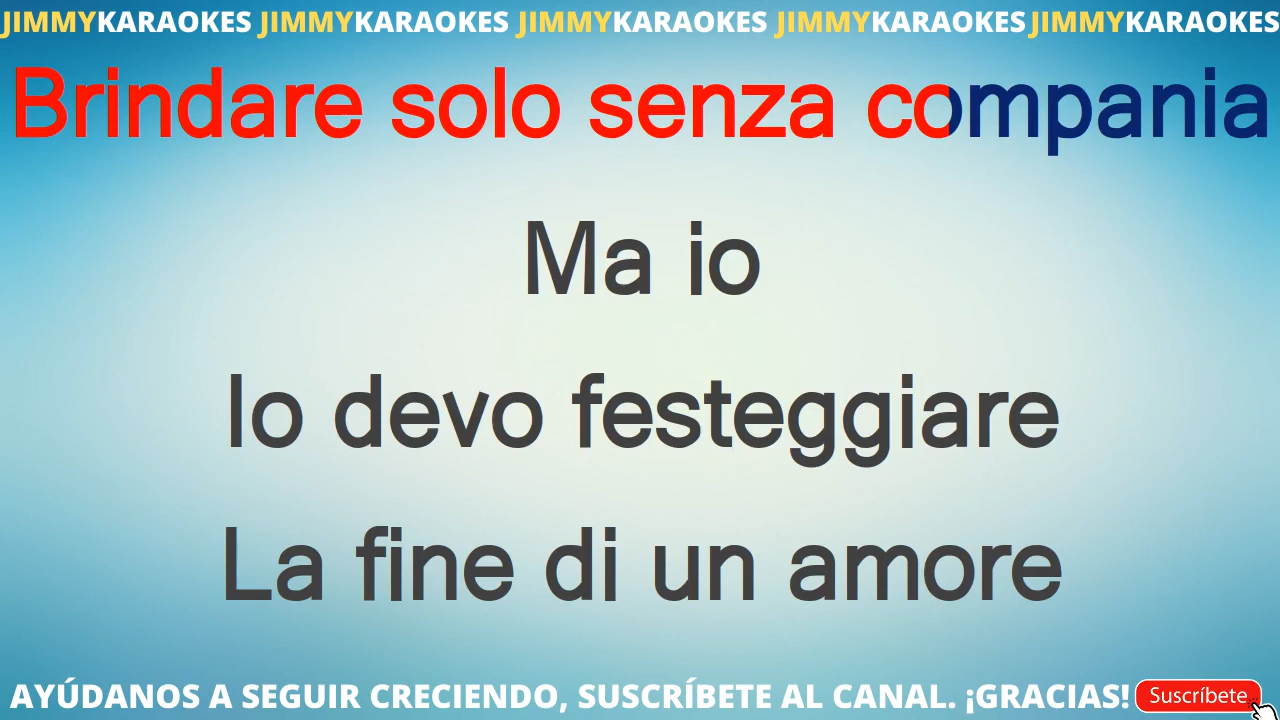 JIMMYKARAOKES JIMMYKARAOKES JIMMYKARAOKES JIMMYKARAOKES JIMMYKARAOKES
Brindare solo senza compania
Ma io
Io devo festeggiare
La fine di un amore
AYÚDANOS A SEGUIR CRECIENDO, SUSCRÍBETE AL CANAL. ¡GRACIAS! Suscríbete